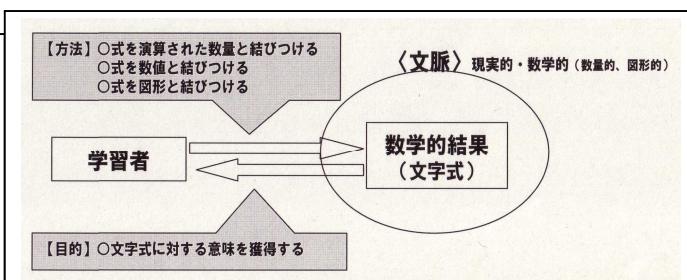 【方法】○式を演算された数量と結びつける
○式を数値と結びつける
○式を図形と結びつける
〈文脈〉現実的・数学的（数量的、図形的）
学習者
数学的結果
（文字式）
【目的】○文字式に対する意味を獲得する